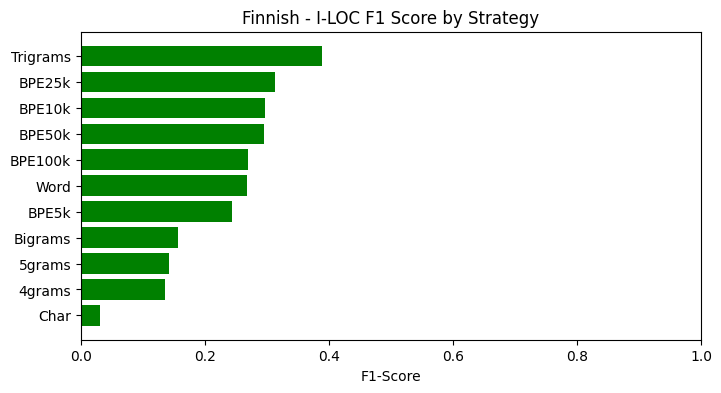 Finnish - I-LOC F1 Score by Strategy
Trigrams
BPE25k
BPE10k
BPE50k
BPE100k
Word
BPE5k
Bigrams
5grams
4grams
Char
0.0 0.2 0.4 0.6 0.8 1.0
F1-Score